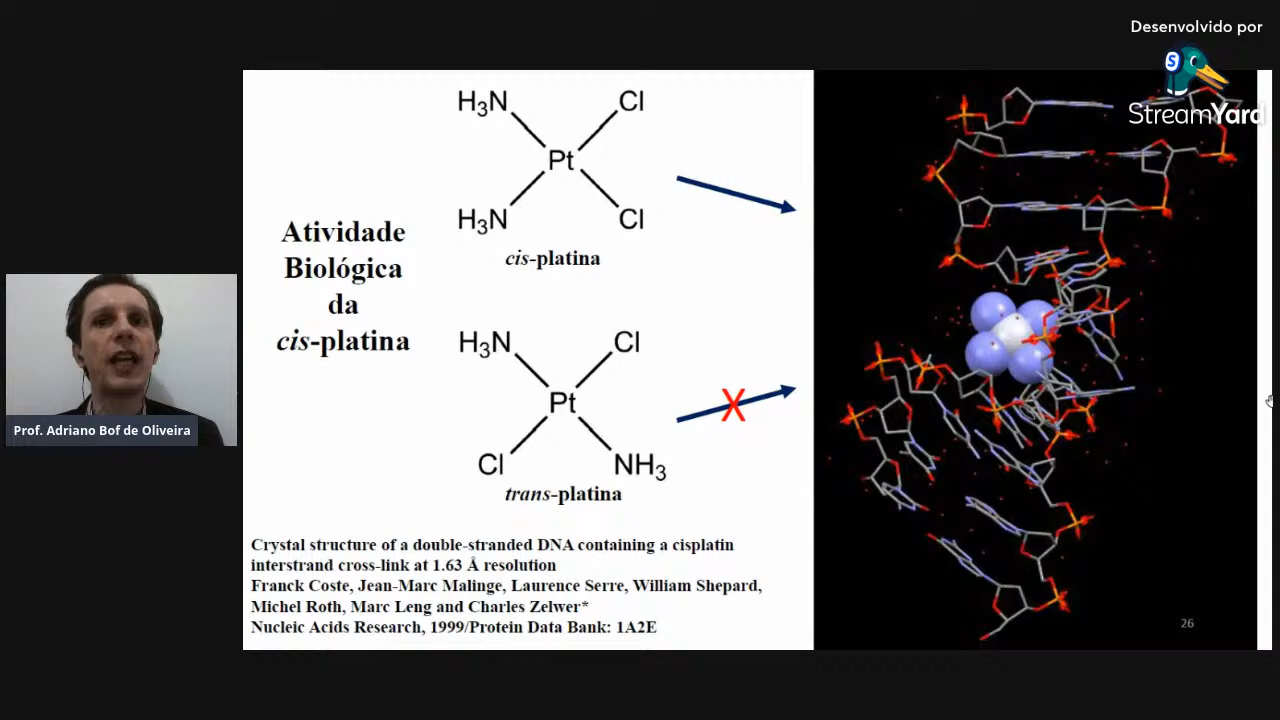 Desenvolvido por
StreamYard
H₃N
Cl
Pt
H₃N
Cl
cis-platina
Atividade
Biológica
da
cis-platina
H₃N
Cl
Pt
Cl
NH₃
trans-platina
X
Prof. Adriano Bof de Oliveira
Crystal structure of a double-stranded DNA containing a cisplatin
interstrand cross-link at 1.63 Å resolution
Franck Coste, Jean-Marc Malinge, Laurence Serre, William Shepard,
Michel Roth, Marc Leng and Charles Zelwer*
Nucleic Acids Research, 1999/Protein Data Bank: 1A2E
26